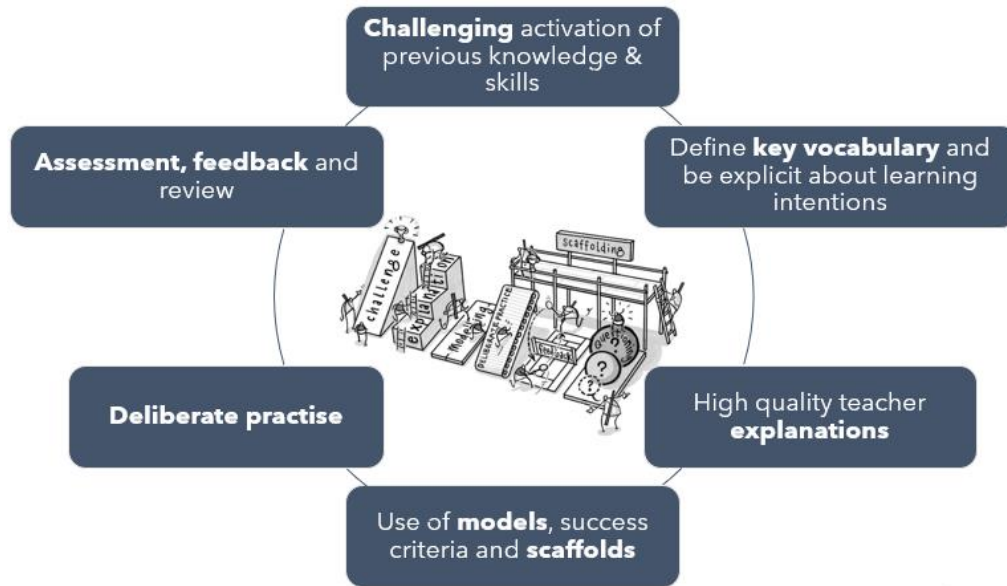 Challenging activation of
previous knowledge &
skills
Define key vocabulary and
be explicit about learning
intentions
High quality teacher
explanations
Use of models, success
criteria and scaffolds
Deliberate practise
Assessment, feedback and
review
challenge
explanation
modelling
DELIBERATE PRACTICE
scaffolding
feedback
questioning
?
?
?